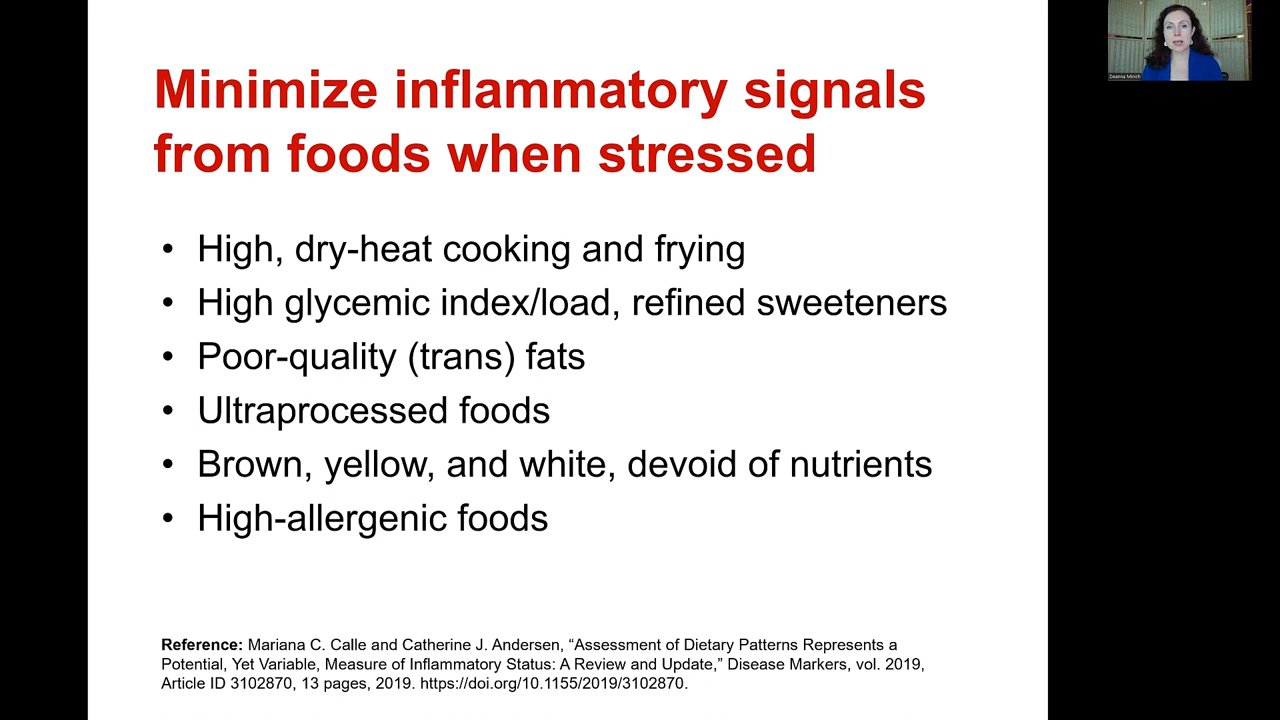 Minimize inflammatory signals
from foods when stressed
• High, dry-heat cooking and frying
• High glycemic index/load, refined sweeteners
• Poor-quality (trans) fats
• Ultraprocessed foods
• Brown, yellow, and white, devoid of nutrients
• High-allergenic foods
Reference: Mariana C. Calle and Catherine J. Andersen, “Assessment of Dietary Patterns Represents a
Potential, Yet Variable, Measure of Inflammatory Status: A Review and Update,” Disease Markers, vol. 2019,
Article ID 3102870, 13 pages, 2019. https://doi.org/10.1155/2019/3102870.
Deanna Minich